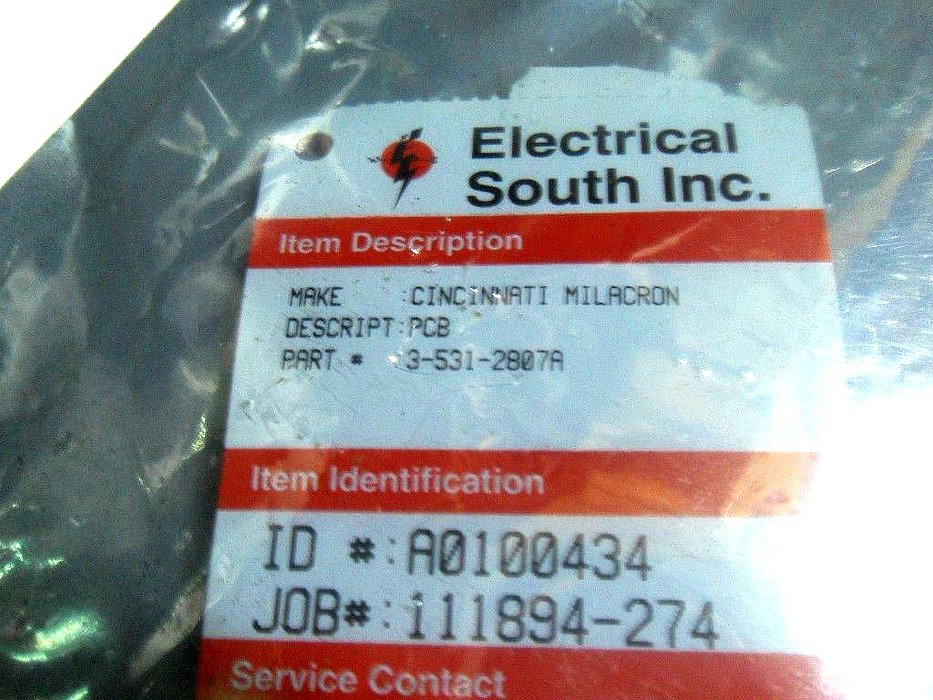 Electrical
South Inc.
Item Description
MAKE :CINCINNATI MILACRON
DESCRIPT:PCB
PART # :3-531-2807A
Item Identification
ID #:A0100434
JOB#:111894-274
Service Contact